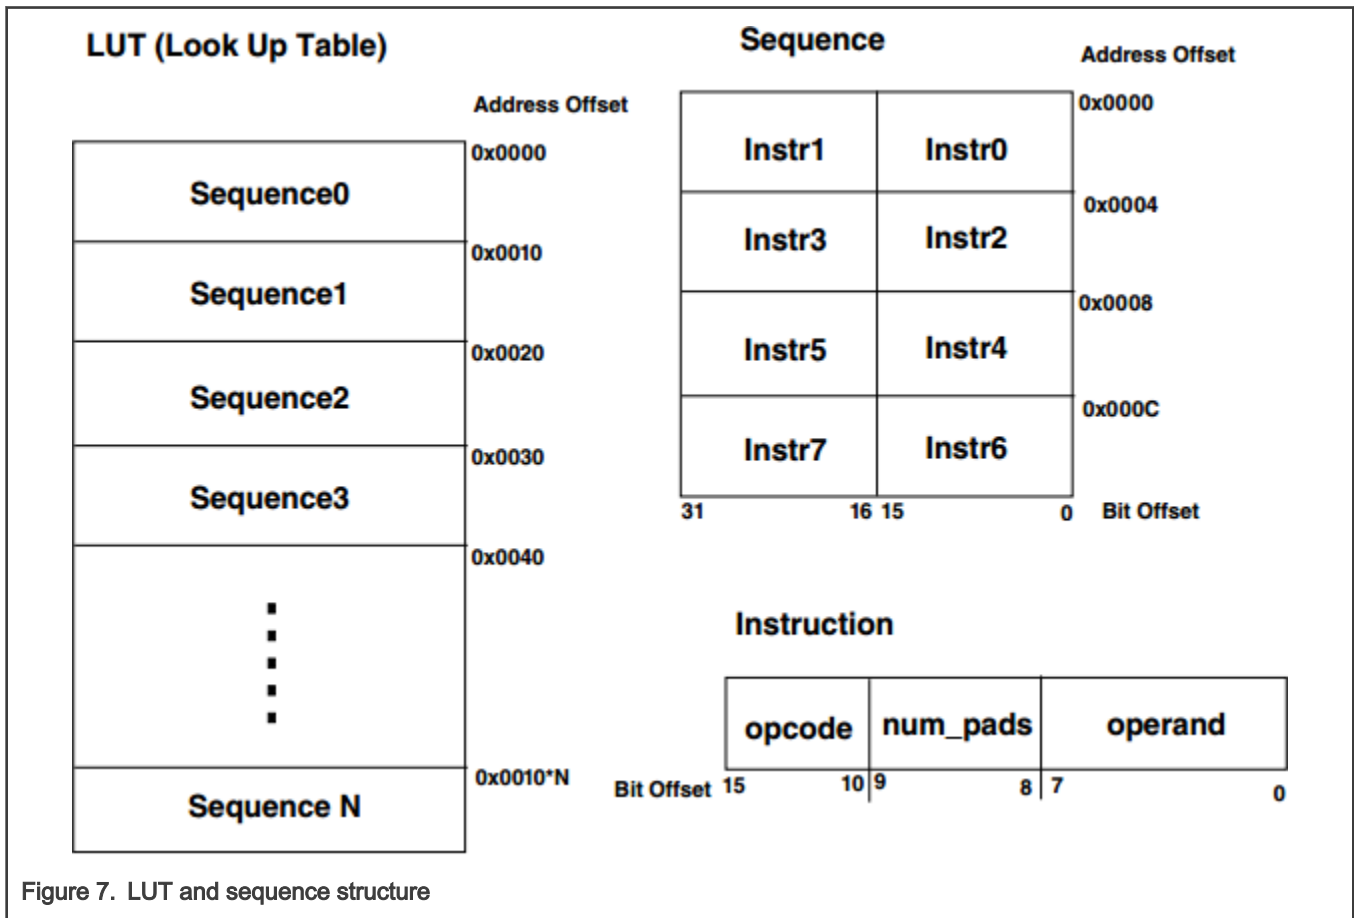 LUT (Look Up Table)
Address Offset
0x0000
Sequence0
0x0010
Sequence1
0x0020
Sequence2
0x0030
Sequence3
0x0040
0x0010*N
Sequence N
Sequence
Address Offset
0x0000
Instr1 Instr0
0x0004
Instr3 Instr2
0x0008
Instr5 Instr4
0x000C
Instr7 Instr6
31 16 15 0 Bit Offset
Instruction
opcode num_pads operand
Bit Offset 15 10 9 8 7 0
Figure 7. LUT and sequence structure